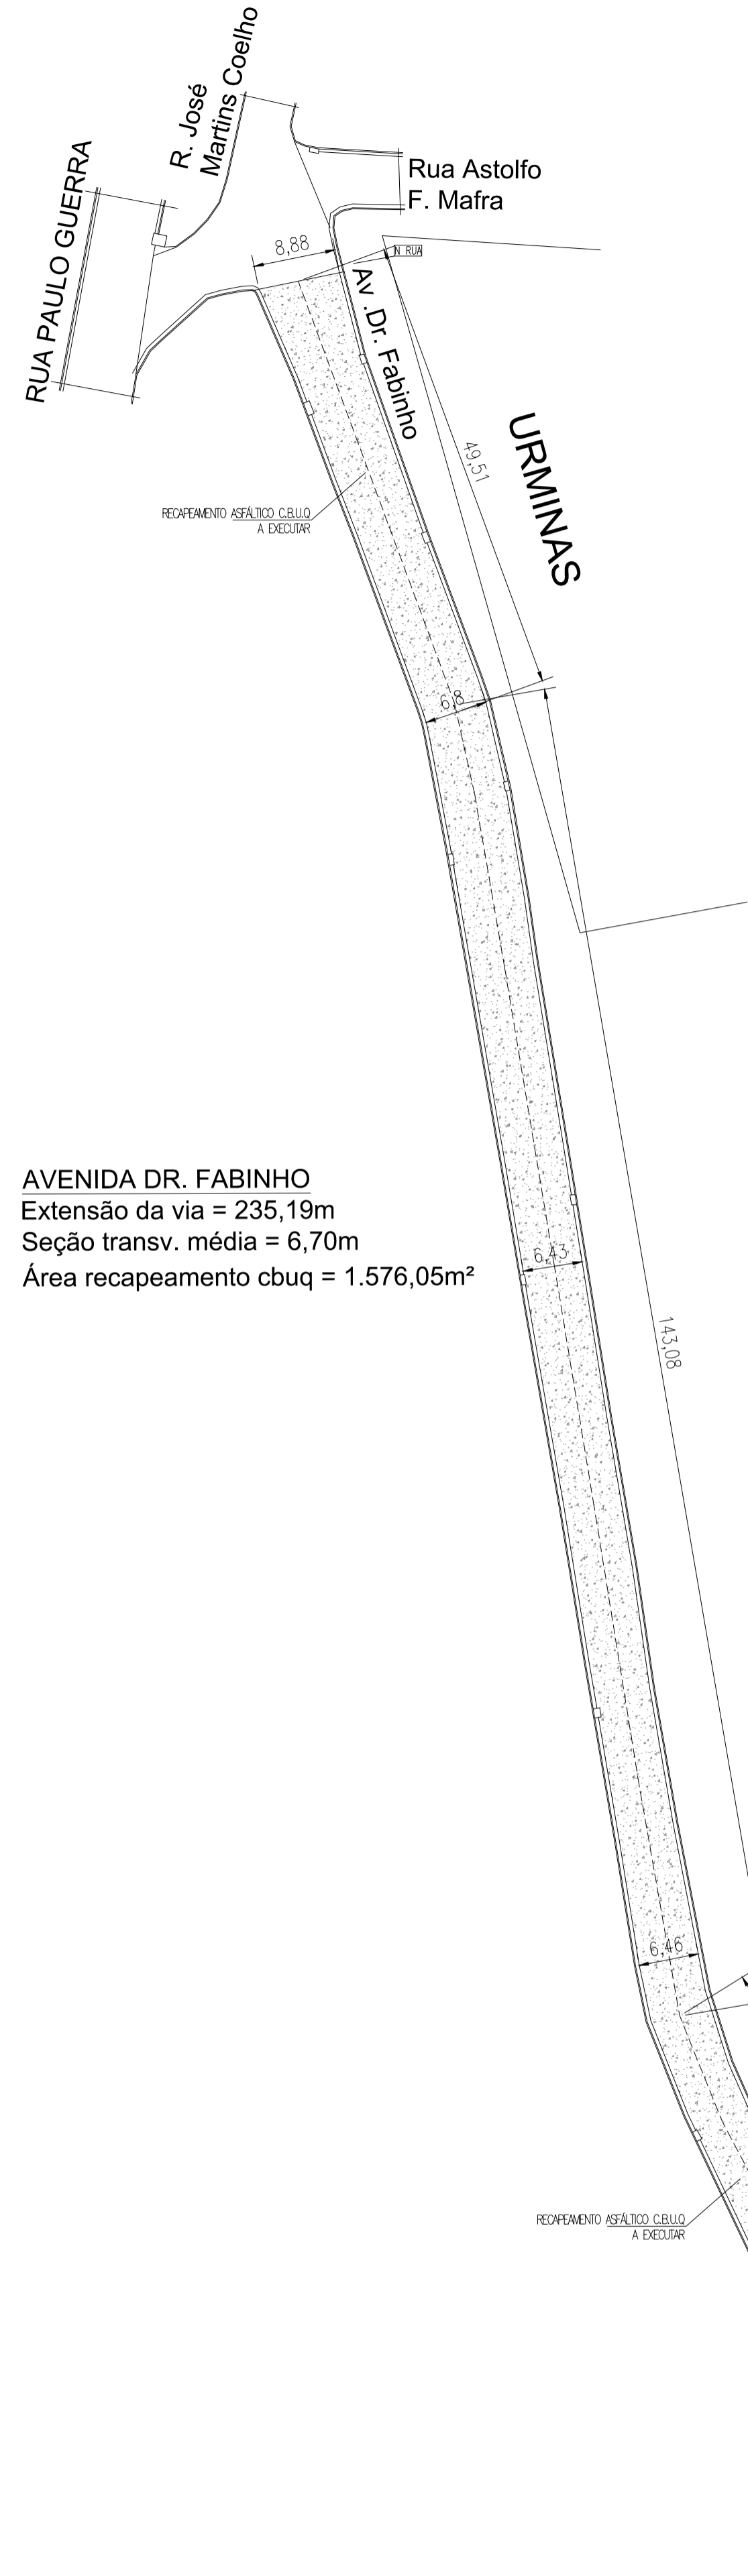 R. José
Martins Coelho
RUA PAULO GUERRA
Rua Astolfo
F. Mafra
8,88
N RUA
Av .Dr. Fabinho
49,51
URMINAS
RECAPEAMENTO ASFÁLTICO C.B.U.Q
A EXECUTAR
6,8
AVENIDA DR. FABINHO
Extensão da via = 235,19m
Seção transv. média = 6,70m
Área recapeamento cbuq = 1.576,05m²
6,43
143,08
6,46
RECAPEAMENTO ASFÁLTICO C.B.U.Q
A EXECUTAR